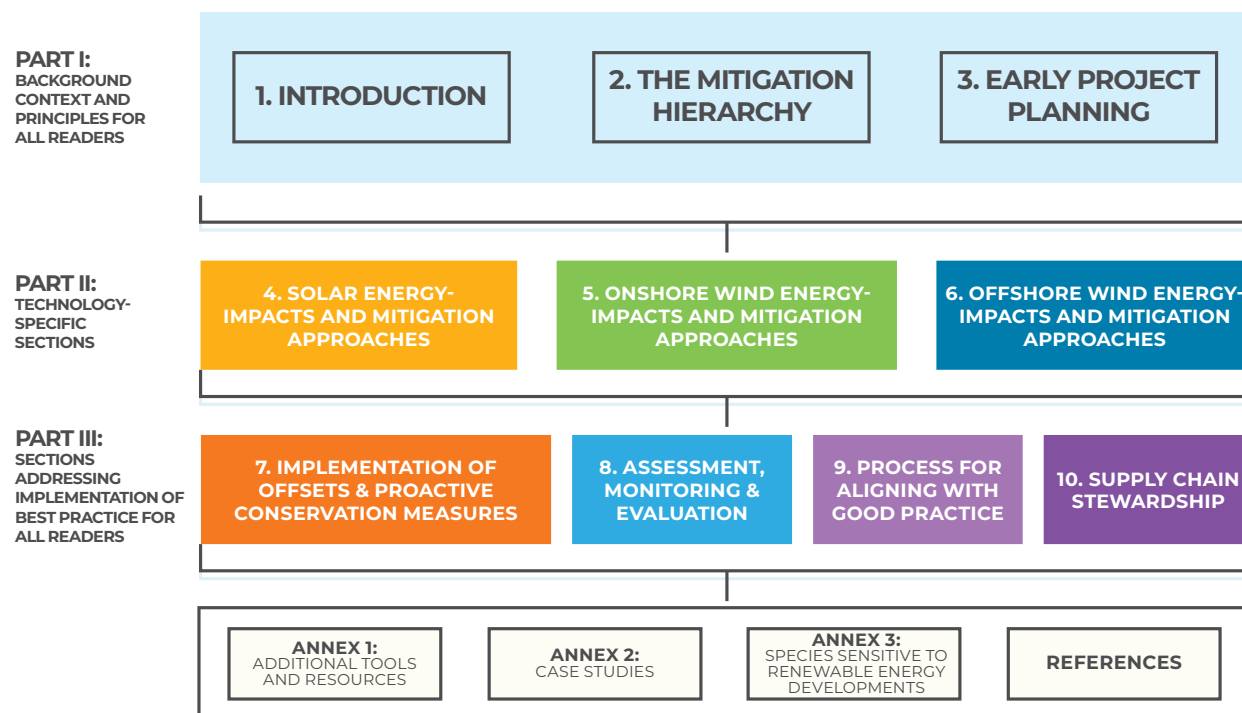 PART I:
BACKGROUND
CONTEXT AND
PRINCIPLES FOR
ALL READERS
1. INTRODUCTION
2. THE MITIGATION
HIERARCHY
3. EARLY PROJECT
PLANNING
PART II:
TECHNOLOGY-
SPECIFIC
SECTIONS
4. SOLAR ENERGY-
IMPACTS AND MITIGATION
APPROACHES
5. ONSHORE WIND ENERGY-
IMPACTS AND MITIGATION
APPROACHES
6. OFFSHORE WIND ENERGY-
IMPACTS AND MITIGATION
APPROACHES
PART III:
SECTIONS
ADDRESSING
IMPLEMENTATION OF
BEST PRACTICE FOR
ALL READERS
7. IMPLEMENTATION OF
OFFSETS & PROACTIVE
CONSERVATION MEASURES
8. ASSESSMENT,
MONITORING &
EVALUATION
9. PROCESS FOR
ALIGNING WITH
GOOD PRACTICE
10. SUPPLY CHAIN
STEWARDSHIP
ANNEX 1:
ADDITIONAL TOOLS
AND RESOURCES
ANNEX 2:
CASE STUDIES
ANNEX 3:
SPECIES SENSITIVE TO
RENEWABLE ENERGY
DEVELOPMENTS
REFERENCES